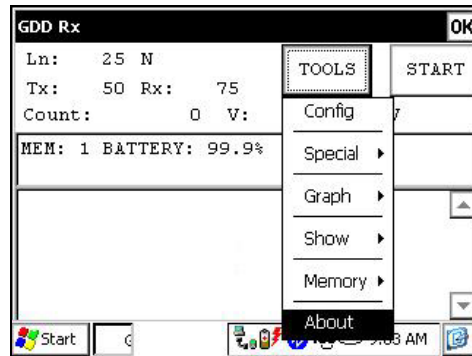 GDD Rx OK
Ln: 25 N
TOOLS START
Tx: 50 Rx: 75
Count: 0 V:
Config
MEM: 1 BATTERY: 99.9%
Special
Graph
Show
Memory
About
Start AM